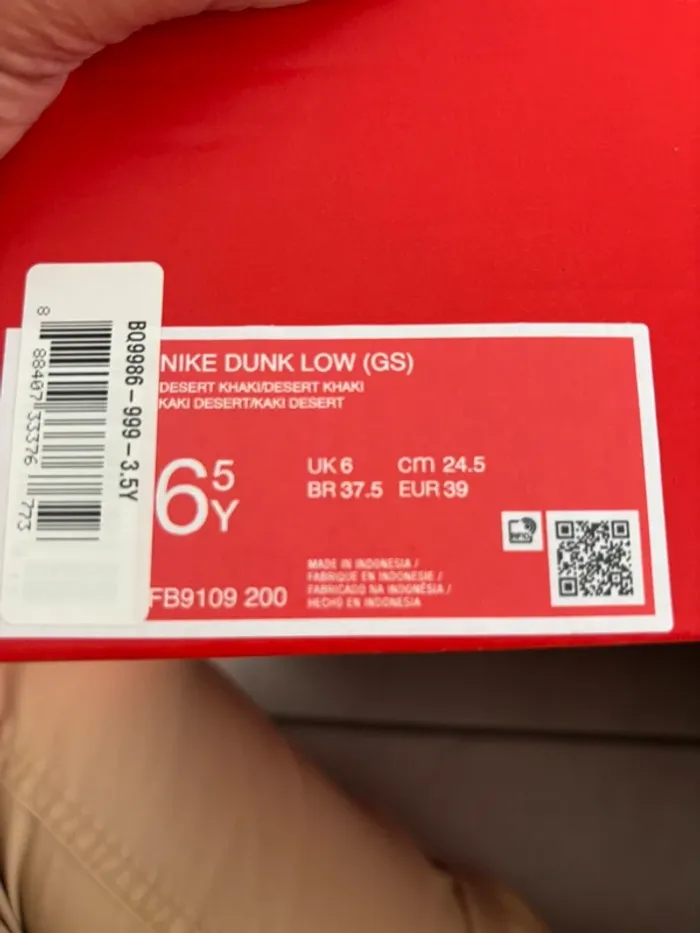 BQ9986-999-3.5Y
8 88407 33376 773
NIKE DUNK LOW (GS)
DESERT KHAKI/DESERT KHAKI
KAKI DESERT/KAKI DESERT
6 5 Y
UK 6 cm 24.5
BR 37.5 EUR 39
MADE IN INDONESIA /
FABRIQUE EN INDONESIE /
FABRICADO NA INDONÉSIA /
HECHO EN INDONESIA
FB9109 200